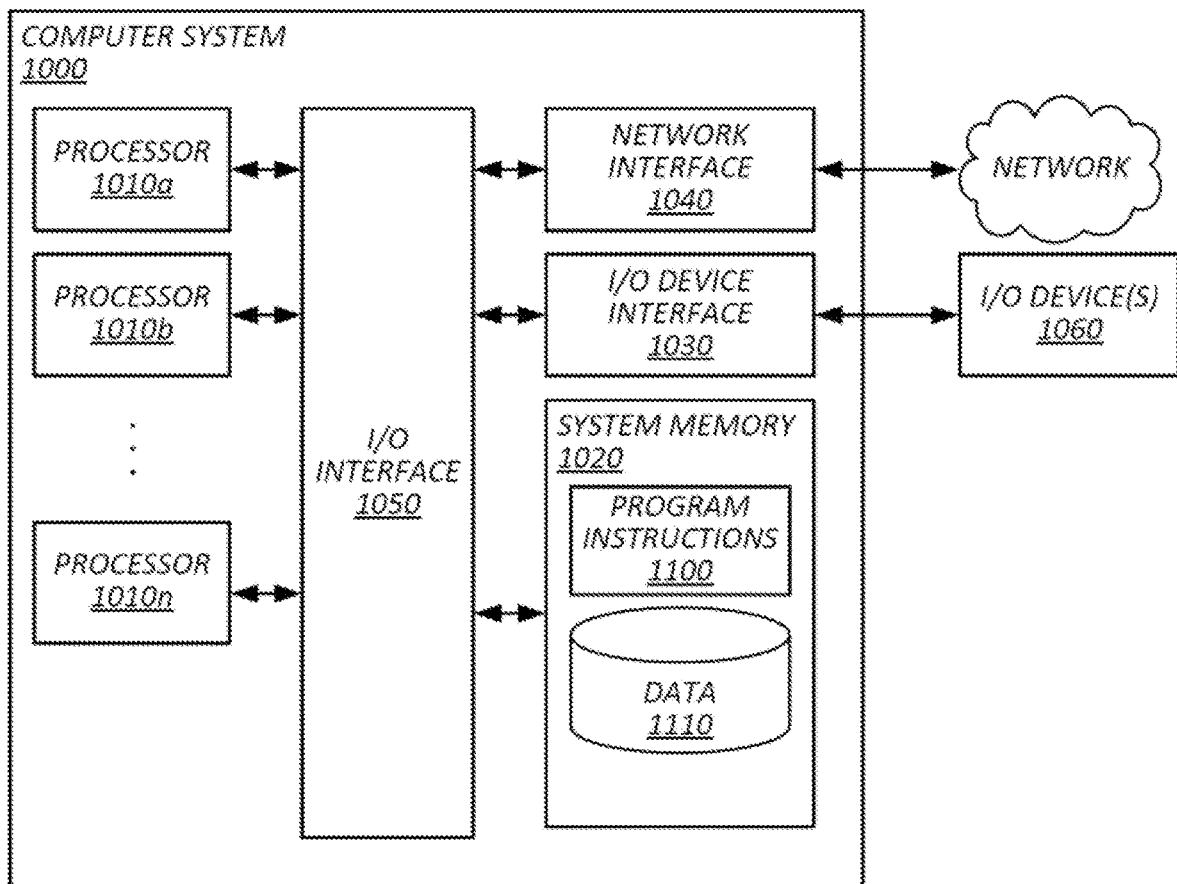 COMPUTER SYSTEM
1000
PROCESSOR
1010a
PROCESSOR
1010b
PROCESSOR
1010n
I/O
INTERFACE
1050
NETWORK
INTERFACE
1040
I/O DEVICE
INTERFACE
1030
SYSTEM MEMORY
1020
PROGRAM
INSTRUCTIONS
1100
DATA
1110
NETWORK
I/O DEVICE(S)
1060